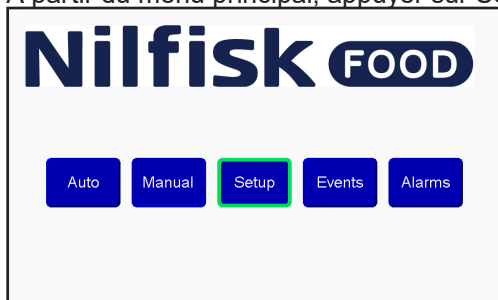 A partir du menu principal, appuyer sur
Nilfisk FOOD
Auto Manual Setup Events Alarms